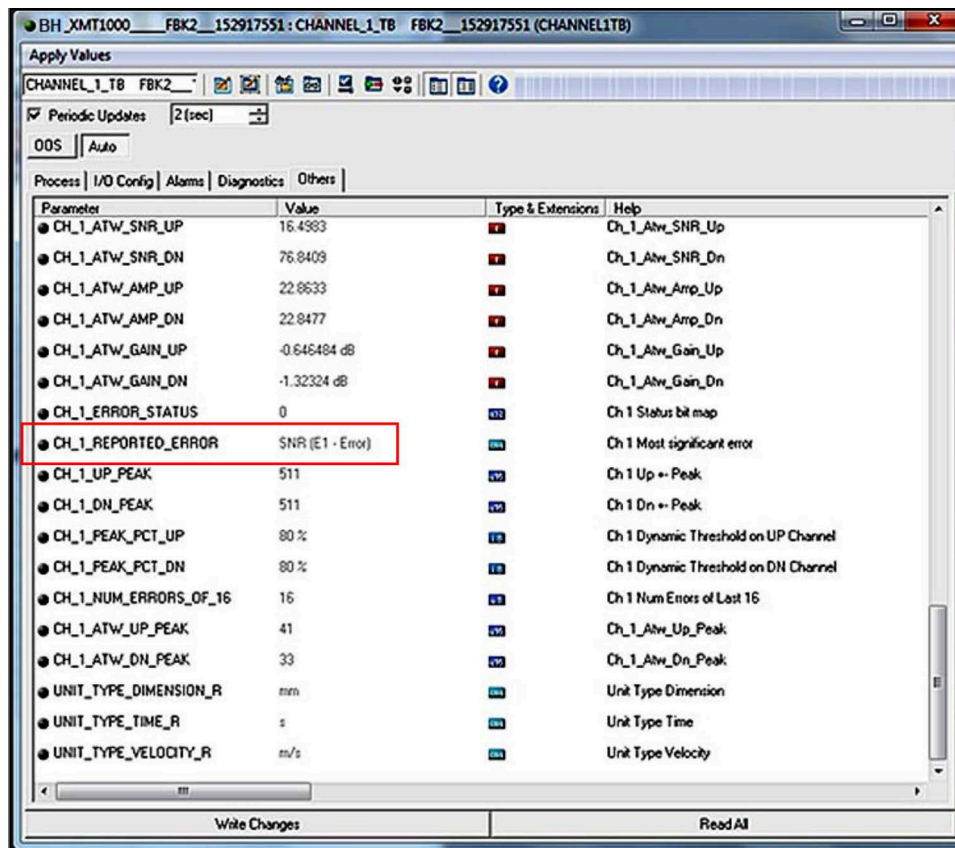 BH_XMT1000_____FBK2__152917551 : CHANNEL_1_TB FBK2__152917551 (CHANNEL1TB)
Apply Values
CHANNEL_1_TB FBK2___
Periodic Updates 2 (sec)
OOS Auto
Process I/O Config Alarms Diagnostics Others
Parameter Value Type & Extensions Help
CH_1_ATW_SNR_UP 16.4983 Ch_1_Atw_SNR_Up
CH_1_ATW_SNR_DN 76.8409 Ch_1_Atw_SNR_Dn
CH_1_ATW_AMP_UP 22.8633 Ch_1_Atw_Amp_Up
CH_1_ATW_AMP_DN 22.8477 Ch_1_Atw_Amp_Dn
CH_1_ATW_GAIN_UP -0.646484 dB Ch_1_Atw_Gain_Up
CH_1_ATW_GAIN_DN -1.32324 dB Ch_1_Atw_Gain_Dn
CH_1_ERROR_STATUS 0 Ch 1 Status bit map
CH_1_REPORTED_ERROR SNR (E1 - Error) Ch 1 Most significant error
CH_1_UP_PEAK 511 Ch 1 Up +- Peak
CH_1_DN_PEAK 511 Ch 1 Dn +- Peak
CH_1_PEAK_PCT_UP 80 % Ch 1 Dynamic Threshold on UP Channel
CH_1_PEAK_PCT_DN 80 % Ch 1 Dynamic Threshold on DN Channel
CH_1_NUM_ERRORS_OF_16 16 Ch 1 Num Errors of Last 16
CH_1_ATW_UP_PEAK 41 Ch_1_Atw_Up_Peak
CH_1_ATW_DN_PEAK 33 Ch_1_Atw_Dn_Peak
UNIT_TYPE_DIMENSION_R mm Unit Type Dimension
UNIT_TYPE_TIME_R s Unit Type Time
UNIT_TYPE_VELOCITY_R m/s Unit Type Velocity
Write Changes Read All